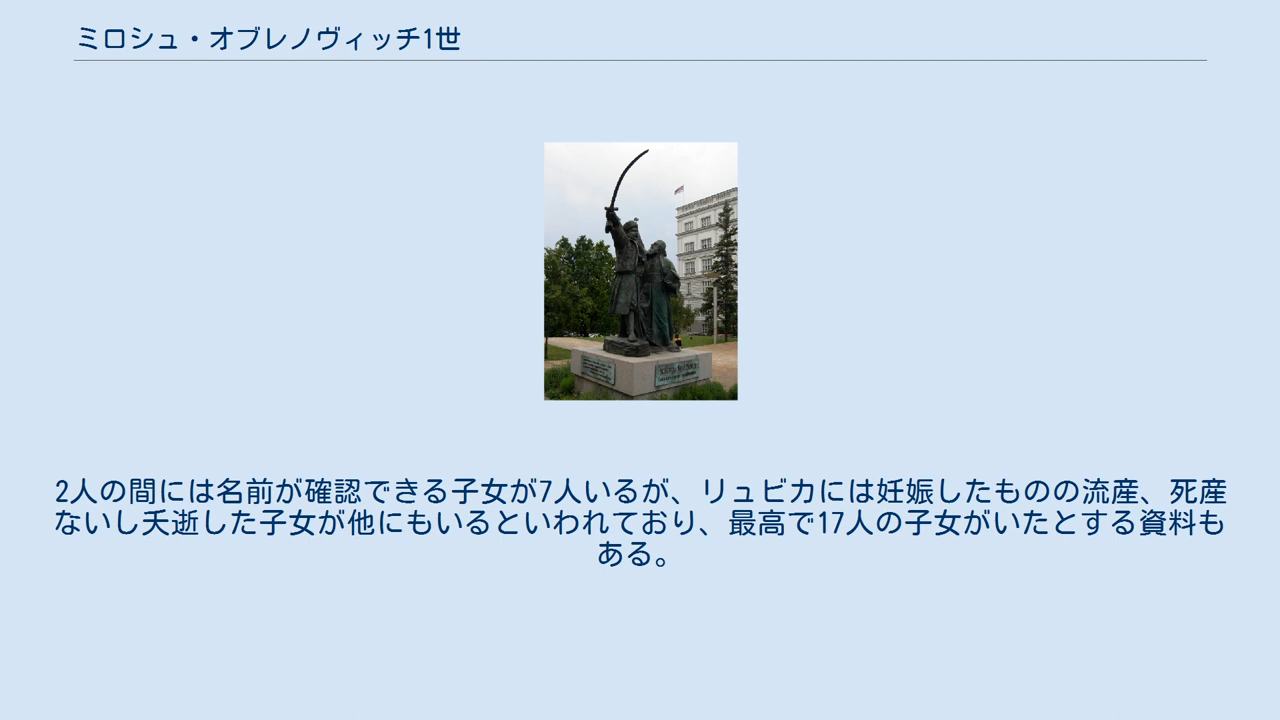 ミロシュ・オブレノヴィッチ1世
2人の間には名前が確認できる子女が7人いるが、リュビカには妊娠したものの流産、死産
ないし夭逝した子女が他にもいるといわれており、最高で17人の子女がいたとする資料も
ある。